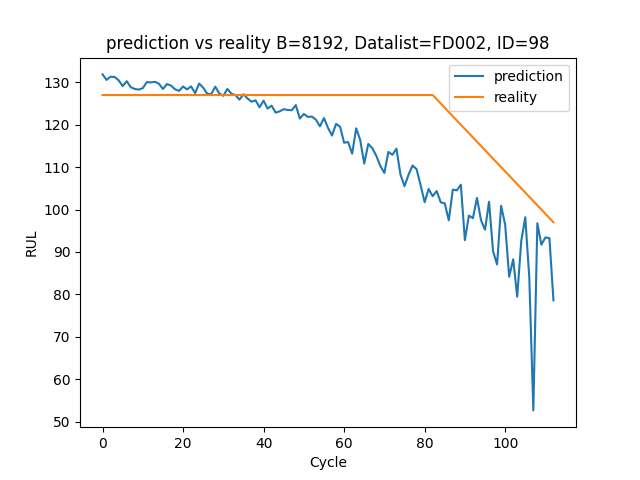 prediction vs reality B=8192, Datalist=FD002, ID=98
prediction
reality
RUL
130
120
110
100
90
80
70
60
50
0 20 40 60 80 100
Cycle